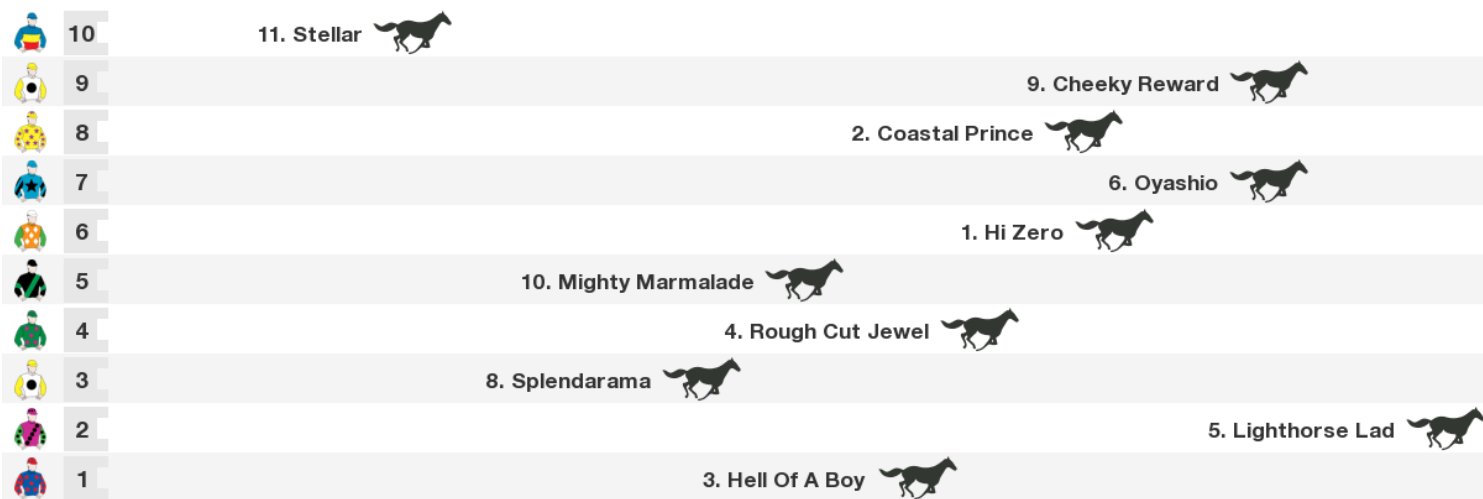 10 11. Stellar
9 9. Cheeky Reward
8 2. Coastal Prince
7 6. Oyashio
6 1. Hi Zero
5 10. Mighty Marmalade
4 4. Rough Cut Jewel
3 8. Splendarama
2 5. Lighthorse Lad
1 3. Hell Of A Boy